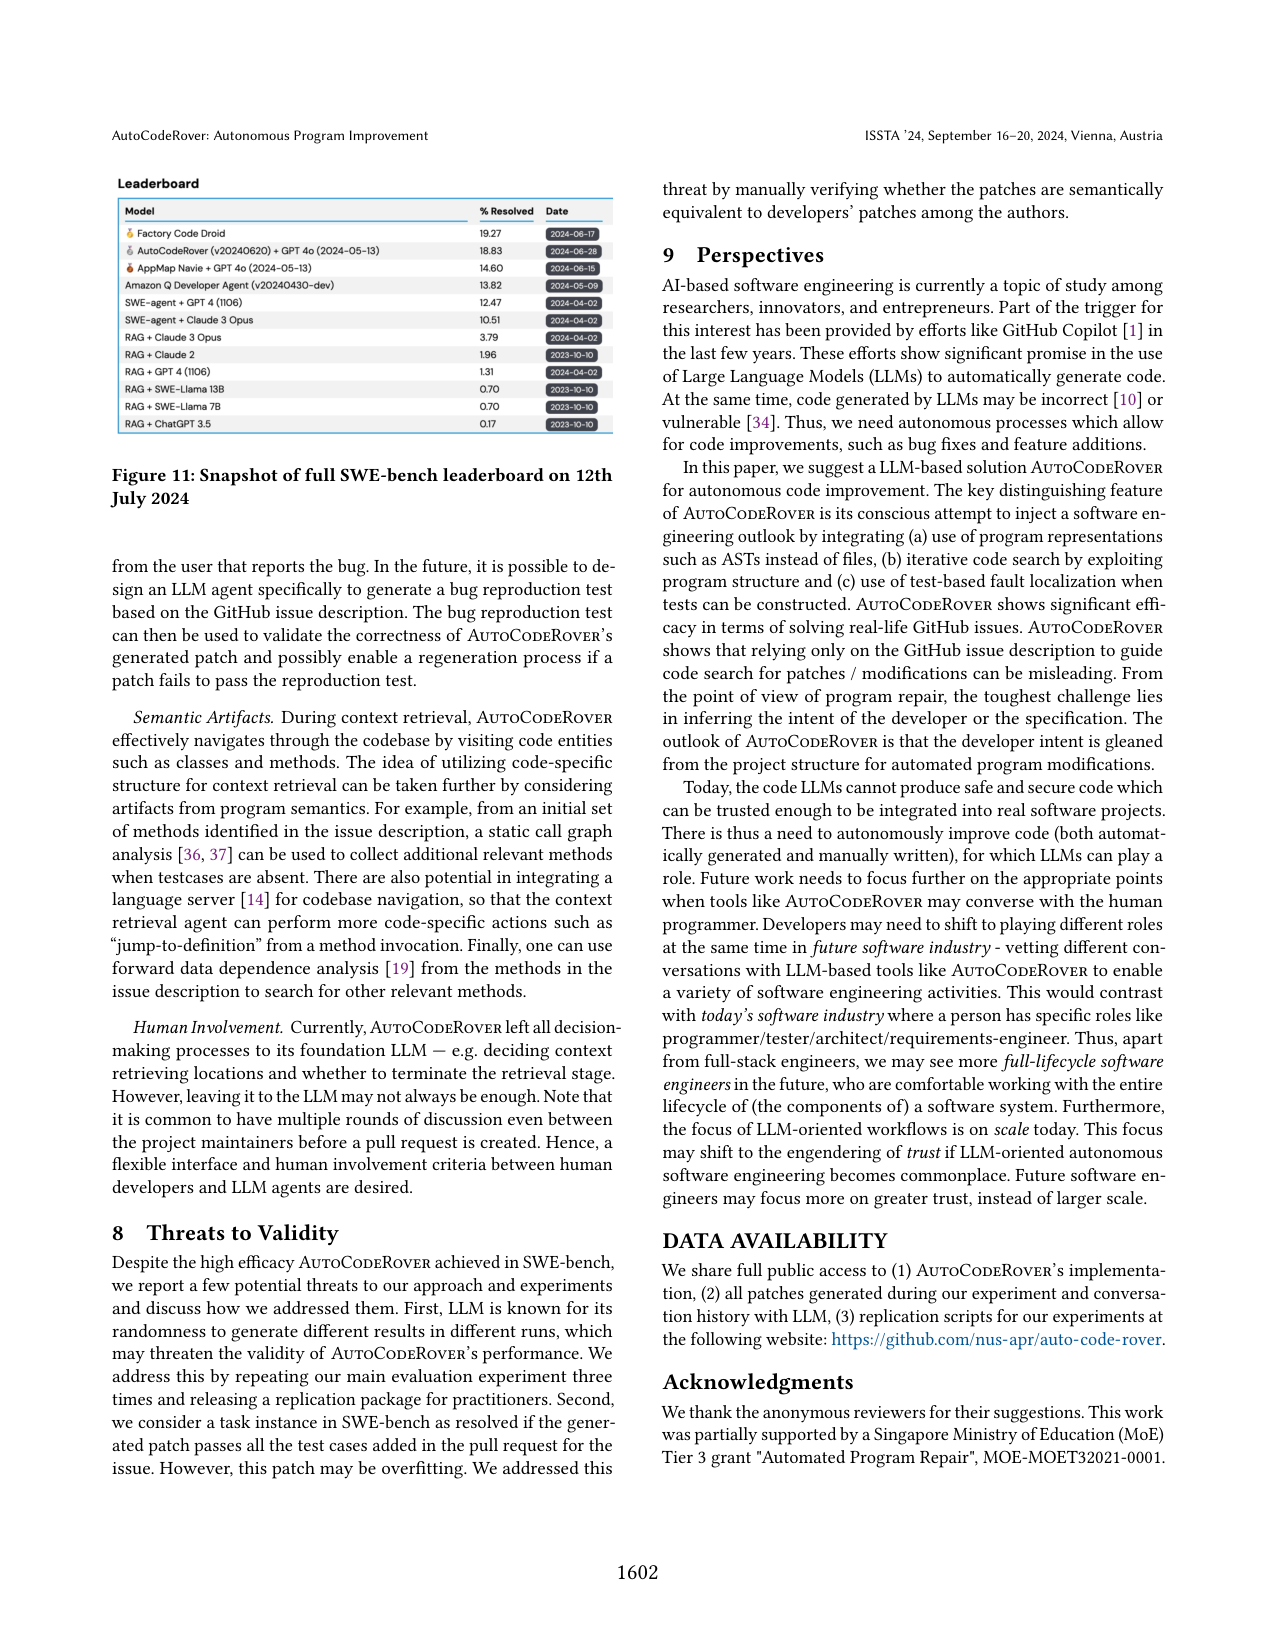 AutoCodeRover: Autonomous Program Improvement
ISSTA '24, September 16–20, 2024, Vienna, Austria
Leaderboard
Model % Resolved Date
🥇 Factory Code Droid 19.27 2024-06-17
🥈 AutoCodeRover (v20240620) + GPT 4o (2024-05-13) 18.83 2024-06-28
🥉 AppMap Navie + GPT 4o (2024-05-13) 14.60 2024-06-15
Amazon Q Developer Agent (v20240430-dev) 13.82 2024-05-09
SWE-agent + GPT 4 (1106) 12.47 2024-04-02
SWE-agent + Claude 3 Opus 10.51 2024-04-02
RAG + Claude 3 Opus 3.79 2024-04-02
RAG + Claude 2 1.96 2023-10-10
RAG + GPT 4 (1106) 1.31 2024-04-02
RAG + SWE-Llama 13B 0.70 2023-10-10
RAG + SWE-Llama 7B 0.70 2023-10-10
RAG + ChatGPT 3.5 0.17 2023-10-10
Figure 11: Snapshot of full SWE-bench leaderboard on 12th
July 2024
from the user that reports the bug. In the future, it is possible to de-
sign an LLM agent specifically to generate a bug reproduction test
based on the GitHub issue description. The bug reproduction test
can then be used to validate the correctness of AutoCodeRover's
generated patch and possibly enable a regeneration process if a
patch fails to pass the reproduction test.
Semantic Artifacts. During context retrieval, AutoCodeRover
effectively navigates through the codebase by visiting code entities
such as classes and methods. The idea of utilizing code-specific
structure for context retrieval can be taken further by considering
artifacts from program semantics. For example, from an initial set
of methods identified in the issue description, a static call graph
analysis [36, 37] can be used to collect additional relevant methods
when testcases are absent. There are also potential in integrating a
language server [14] for codebase navigation, so that the context
retrieval agent can perform more code-specific actions such as
“jump-to-definition” from a method invocation. Finally, one can use
forward data dependence analysis [19] from the methods in the
issue description to search for other relevant methods.
Human Involvement. Currently, AutoCodeRover left all decision-
making processes to its foundation LLM — e.g. deciding context
retrieving locations and whether to terminate the retrieval stage.
However, leaving it to the LLM may not always be enough. Note that
it is common to have multiple rounds of discussion even between
the project maintainers before a pull request is created. Hence, a
flexible interface and human involvement criteria between human
developers and LLM agents are desired.
8 Threats to Validity
Despite the high efficacy AutoCodeRover achieved in SWE-bench,
we report a few potential threats to our approach and experiments
and discuss how we addressed them. First, LLM is known for its
randomness to generate different results in different runs, which
may threaten the validity of AutoCodeRover's performance. We
address this by repeating our main evaluation experiment three
times and releasing a replication package for practitioners. Second,
we consider a task instance in SWE-bench as resolved if the gener-
ated patch passes all the test cases added in the pull request for the
issue. However, this patch may be overfitting. We addressed this
threat by manually verifying whether the patches are semantically
equivalent to developers' patches among the authors.
9 Perspectives
AI-based software engineering is currently a topic of study among
researchers, innovators, and entrepreneurs. Part of the trigger for
this interest has been provided by efforts like GitHub Copilot [1] in
the last few years. These efforts show significant promise in the use
of Large Language Models (LLMs) to automatically generate code.
At the same time, code generated by LLMs may be incorrect [10] or
vulnerable [34]. Thus, we need autonomous processes which allow
for code improvements, such as bug fixes and feature additions.
In this paper, we suggest a LLM-based solution AutoCodeRover
for autonomous code improvement. The key distinguishing feature
of AutoCodeRover is its conscious attempt to inject a software en-
gineering outlook by integrating (a) use of program representations
such as ASTs instead of files, (b) iterative code search by exploiting
program structure and (c) use of test-based fault localization when
tests can be constructed. AutoCodeRover shows significant effi-
cacy in terms of solving real-life GitHub issues. AutoCodeRover
shows that relying only on the GitHub issue description to guide
code search for patches / modifications can be misleading. From
the point of view of program repair, the toughest challenge lies
in inferring the intent of the developer or the specification. The
outlook of AutoCodeRover is that the developer intent is gleaned
from the project structure for automated program modifications.
Today, the code LLMs cannot produce safe and secure code which
can be trusted enough to be integrated into real software projects.
There is thus a need to autonomously improve code (both automat-
ically generated and manually written), for which LLMs can play a
role. Future work needs to focus further on the appropriate points
when tools like AutoCodeRover may converse with the human
programmer. Developers may need to shift to playing different roles
at the same time in future software industry - vetting different con-
versations with LLM-based tools like AutoCodeRover to enable
a variety of software engineering activities. This would contrast
with today's software industry where a person has specific roles like
programmer/tester/architect/requirements-engineer. Thus, apart
from full-stack engineers, we may see more full-lifecycle software
engineers in the future, who are comfortable working with the entire
lifecycle of (the components of) a software system. Furthermore,
the focus of LLM-oriented workflows is on scale today. This focus
may shift to the engendering of trust if LLM-oriented autonomous
software engineering becomes commonplace. Future software en-
gineers may focus more on greater trust, instead of larger scale.
DATA AVAILABILITY
We share full public access to (1) AutoCodeRover's implementa-
tion, (2) all patches generated during our experiment and conversa-
tion history with LLM, (3) replication scripts for our experiments at
the following website: https://github.com/nus-apr/auto-code-rover.
Acknowledgments
We thank the anonymous reviewers for their suggestions. This work
was partially supported by a Singapore Ministry of Education (MoE)
Tier 3 grant "Automated Program Repair", MOE-MOET32021-0001.
1602